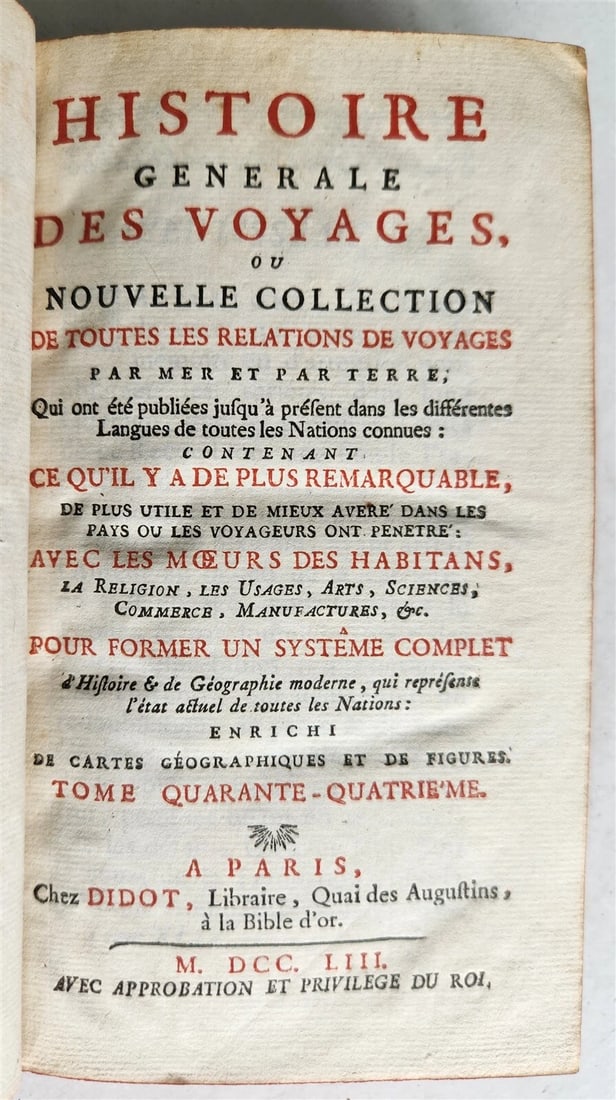 HISTOIRE
GENERALE
DES VOYAGES,
OU
NOUVELLE COLLECTION
DE TOUTES LES RELATIONS DE VOYAGES
PAR MER ET PAR TERRE,
Qui ont été publiées juſqu'à préſent dans les différentes
Langues de toutes les Nations connues :
CONTENANT
CE QU'IL Y A DE PLUS REMARQUABLE,
DE PLUS UTILE ET DE MIEUX AVERE' DANS LES
PAYS OU LES VOYAGEURS ONT PENETRE':
AVEC LES MŒURS DES HABITANS,
LA RELIGION, LES USAGES, ARTS, SCIENCES,
COMMERCE, MANUFACTURES, &c.
POUR FORMER UN SYSTÊME COMPLET
d'Hiſtoire & de Géographie moderne, qui repréſente
l'état actuel de toutes les Nations:
ENRICHI
DE CARTES GÉOGRAPHIQUES ET DE FIGURES.
TOME QUARANTE-QUATRIE'ME.
A PARIS,
Chez DIDOT, Libraire, Quai des Auguſtins,
à la Bible d'or.
M. DCC. LIII.
AVEC APPROBATION ET PRIVILEGE DU ROI,